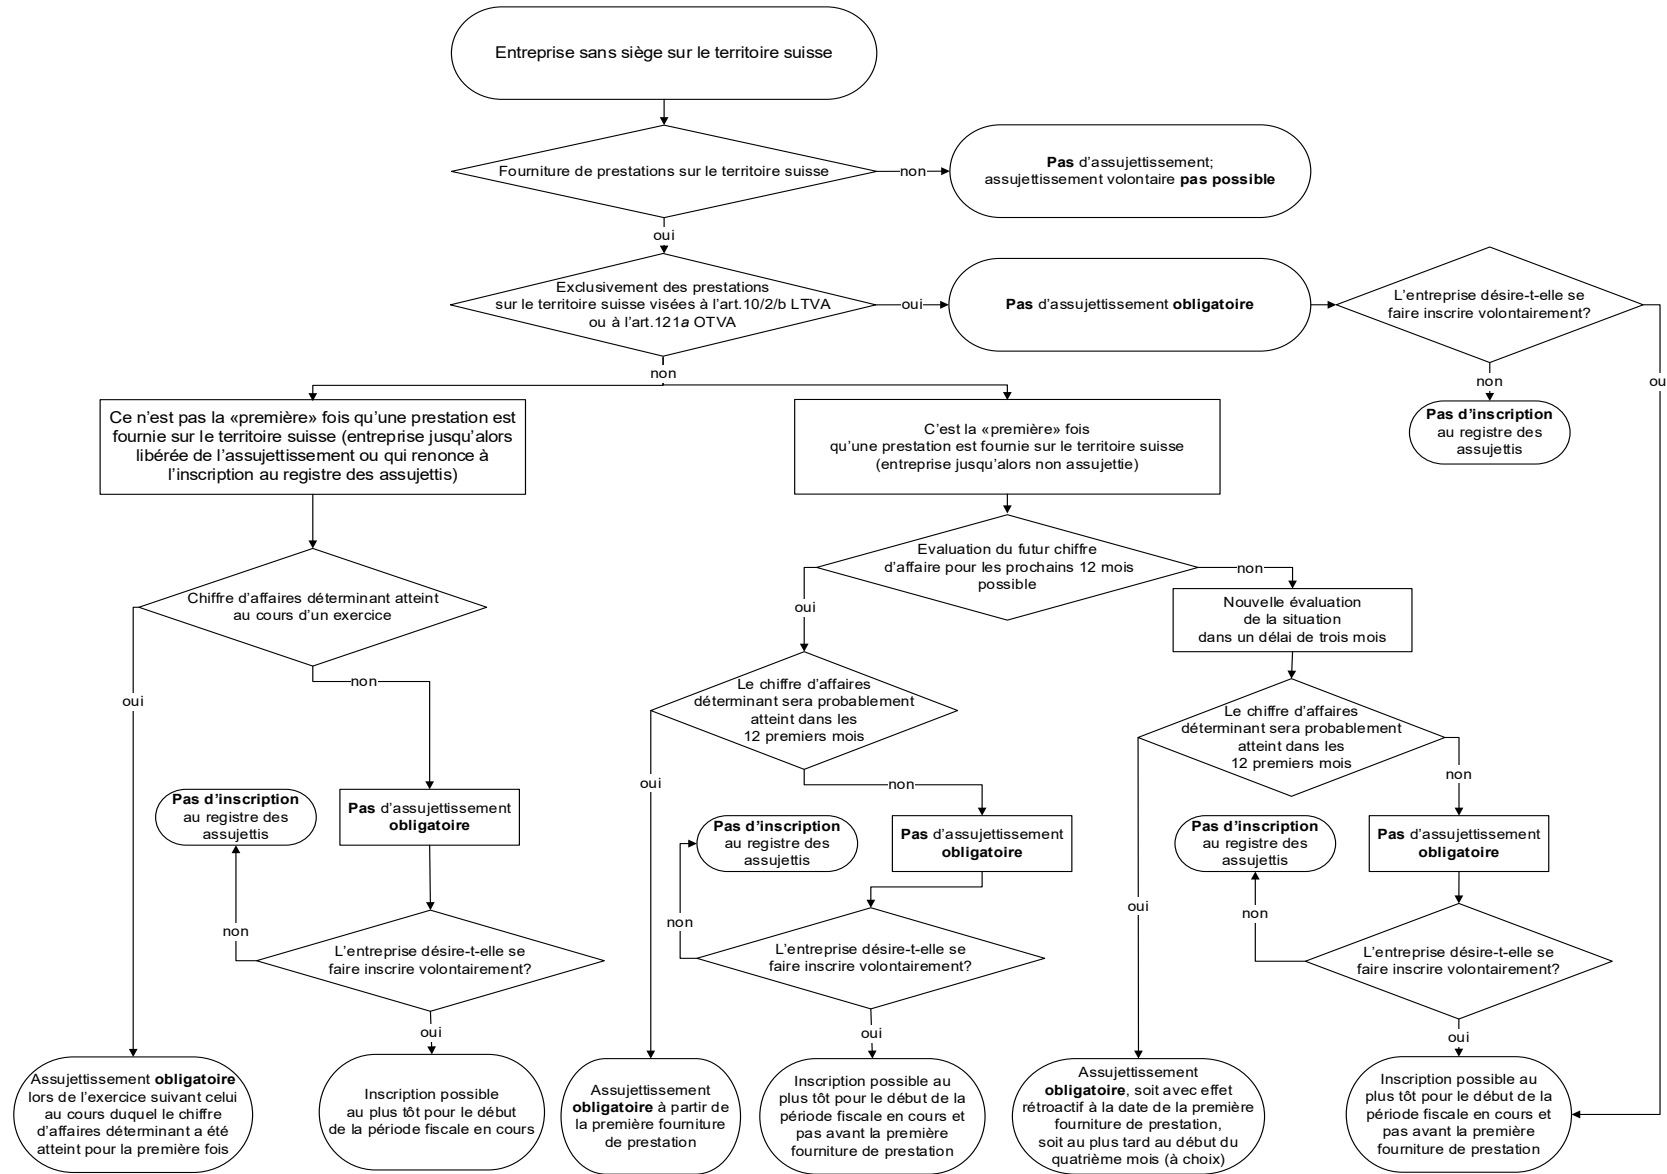 Entreprise sans siège sur le territoire suisse
Fourniture de prestations sur le territoire suisse
non
Pas d'assujettissement;
assujettissement volontaire pas possible
oui
Exclusivement des prestations
sur le territoire suisse visées à l'art.10/2/b LTVA
ou à l'art.121a OTVA
oui
Pas d'assujettissement obligatoire
L'entreprise désire-t-elle se
faire inscrire volontairement?
non
ou
Pas d'inscription
au registre des
assujettis
non
Ce n'est pas la «première» fois qu'une prestation est
fournie sur le territoire suisse (entreprise jusqu'alors
libérée de l'assujettissement ou qui renonce à
l'inscription au registre des assujettis)
C'est la «première» fois
qu'une prestation est fournie sur le territoire suisse
(entreprise jusqu'alors non assujettie)
Chiffre d'affaires déterminant atteint
au cours d'un exercice
Evaluation du futur chiffre
d'affaire pour les prochains 12 mois
possible
non
oui
Nouvelle évaluation
de la situation
dans un délai de trois mois
non
oui
Le chiffre d'affaires
déterminant sera probablement
atteint dans les
12 premiers mois
Le chiffre d'affaires
déterminant sera probablement
atteint dans les
12 premiers mois
oui
non
non
oui
Pas d'inscription
au registre des
assujettis
Pas d'assujettissement
obligatoire
Pas d'inscription
au registre des
assujettis
Pas d'assujettissement
obligatoire
Pas d'inscription
au registre des
assujettis
Pas d'assujettissement
obligatoire
non
L'entreprise désire-t-elle se
faire inscrire volontairement?
non
L'entreprise désire-t-elle se
faire inscrire volontairement?
non
L'entreprise désire-t-elle se
faire inscrire volontairement?
oui
oui
oui
Assujettissement obligatoire
lors de l'exercice suivant celui
au cours duquel le chiffre
d'affaires déterminant a été
atteint pour la première fois
Inscription possible
au plus tôt pour le début
de la période fiscale en cours
Assujettissement
obligatoire à partir de
la première fourniture
de prestation
Inscription possible au
plus tôt pour le début de la
période fiscale en cours et
pas avant la première
fourniture de prestation
Assujettissement
obligatoire, soit avec effet
rétroactif à la date de la première
fourniture de prestation,
soit au plus tard au début du
quatrième mois (à choix)
Inscription possible au
plus tôt pour le début de la
période fiscale en cours et
pas avant la première
fourniture de prestation